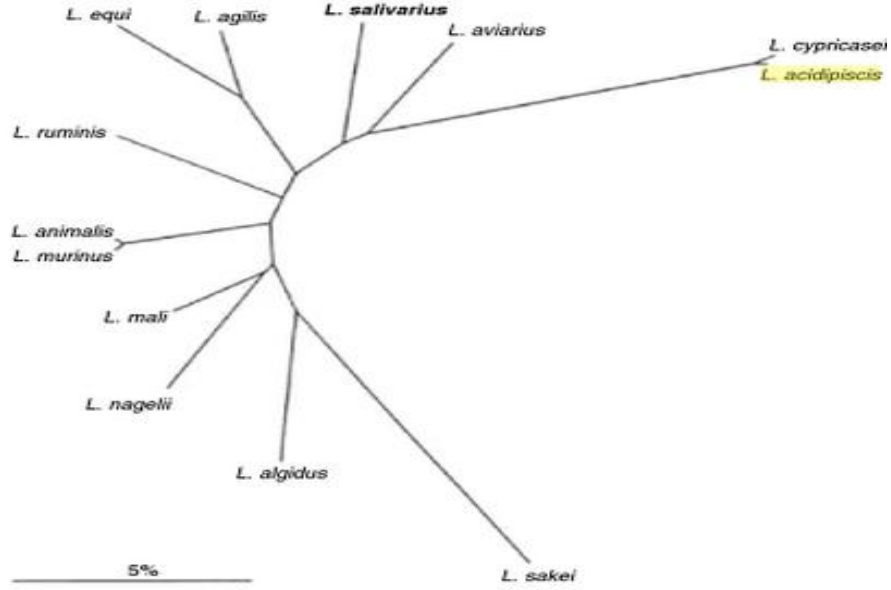 L. equi
L. agilis
L. salivarius
L. aviarius
L. cypricasei
L. acidipiscis
L. ruminis
L. animalis
L. murinus
L. mali
L. nagelii
L. algidus
5%
L. sakei